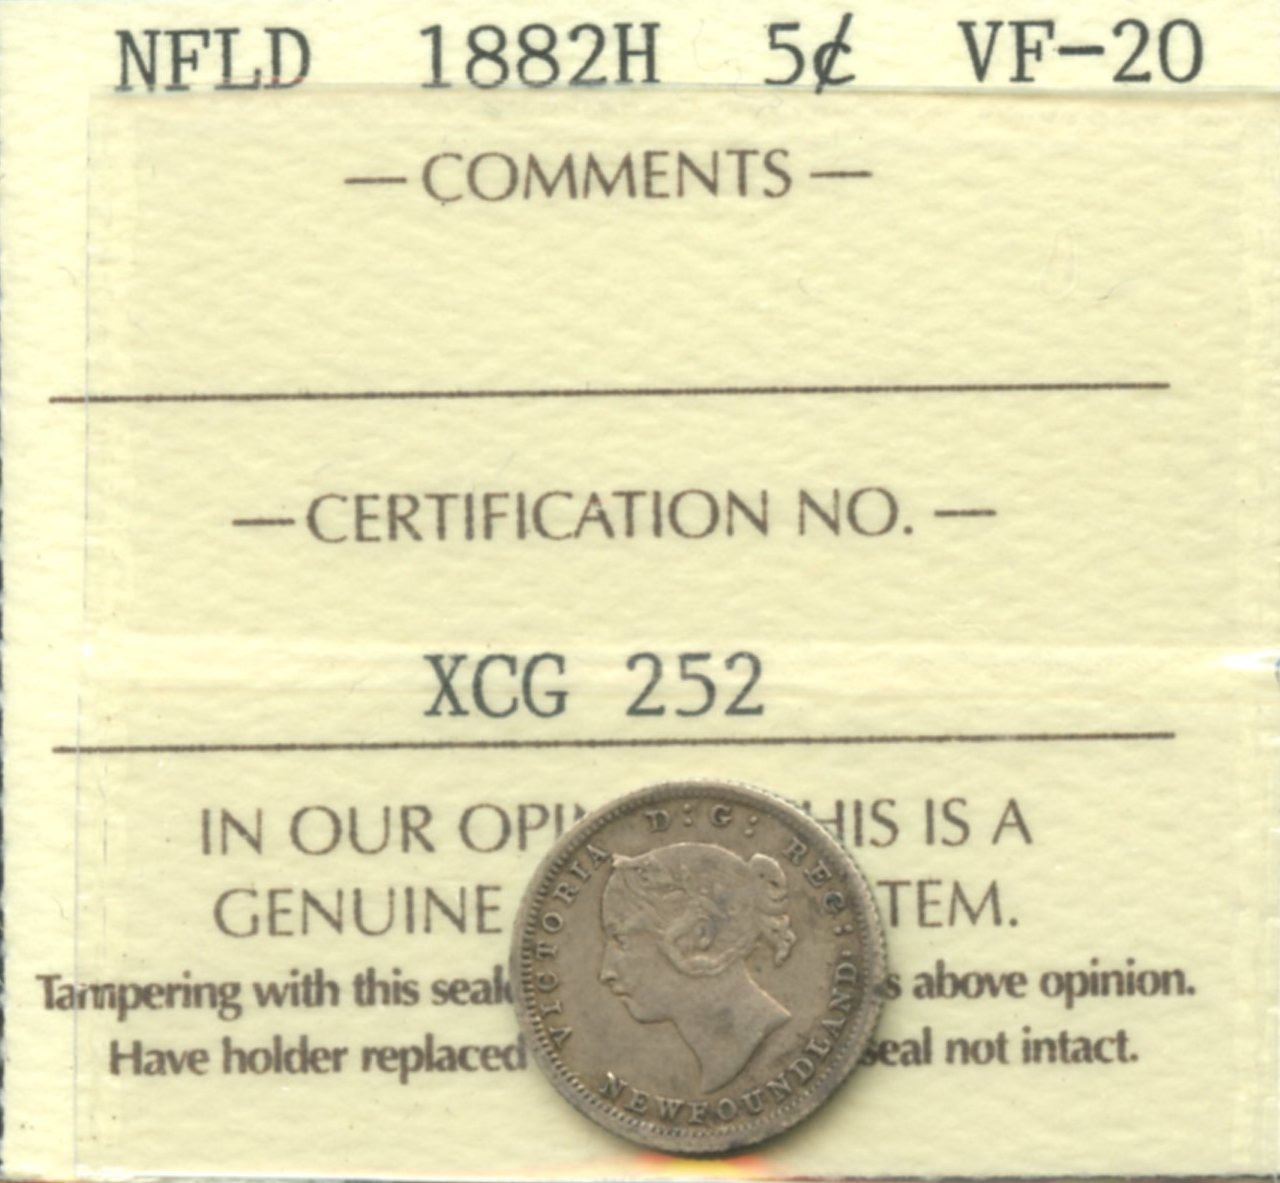 NFLD 1882H 5¢ VF-20
— COMMENTS —
— CERTIFICATION NO. —
XCG 252
IN OUR OPI HIS IS A
GENUINE TEM.
Tampering with this seal s above opinion.
Have holder replaced seal not intact.
VICTORIA D:G: REG:
NEWFOUNDLAND.